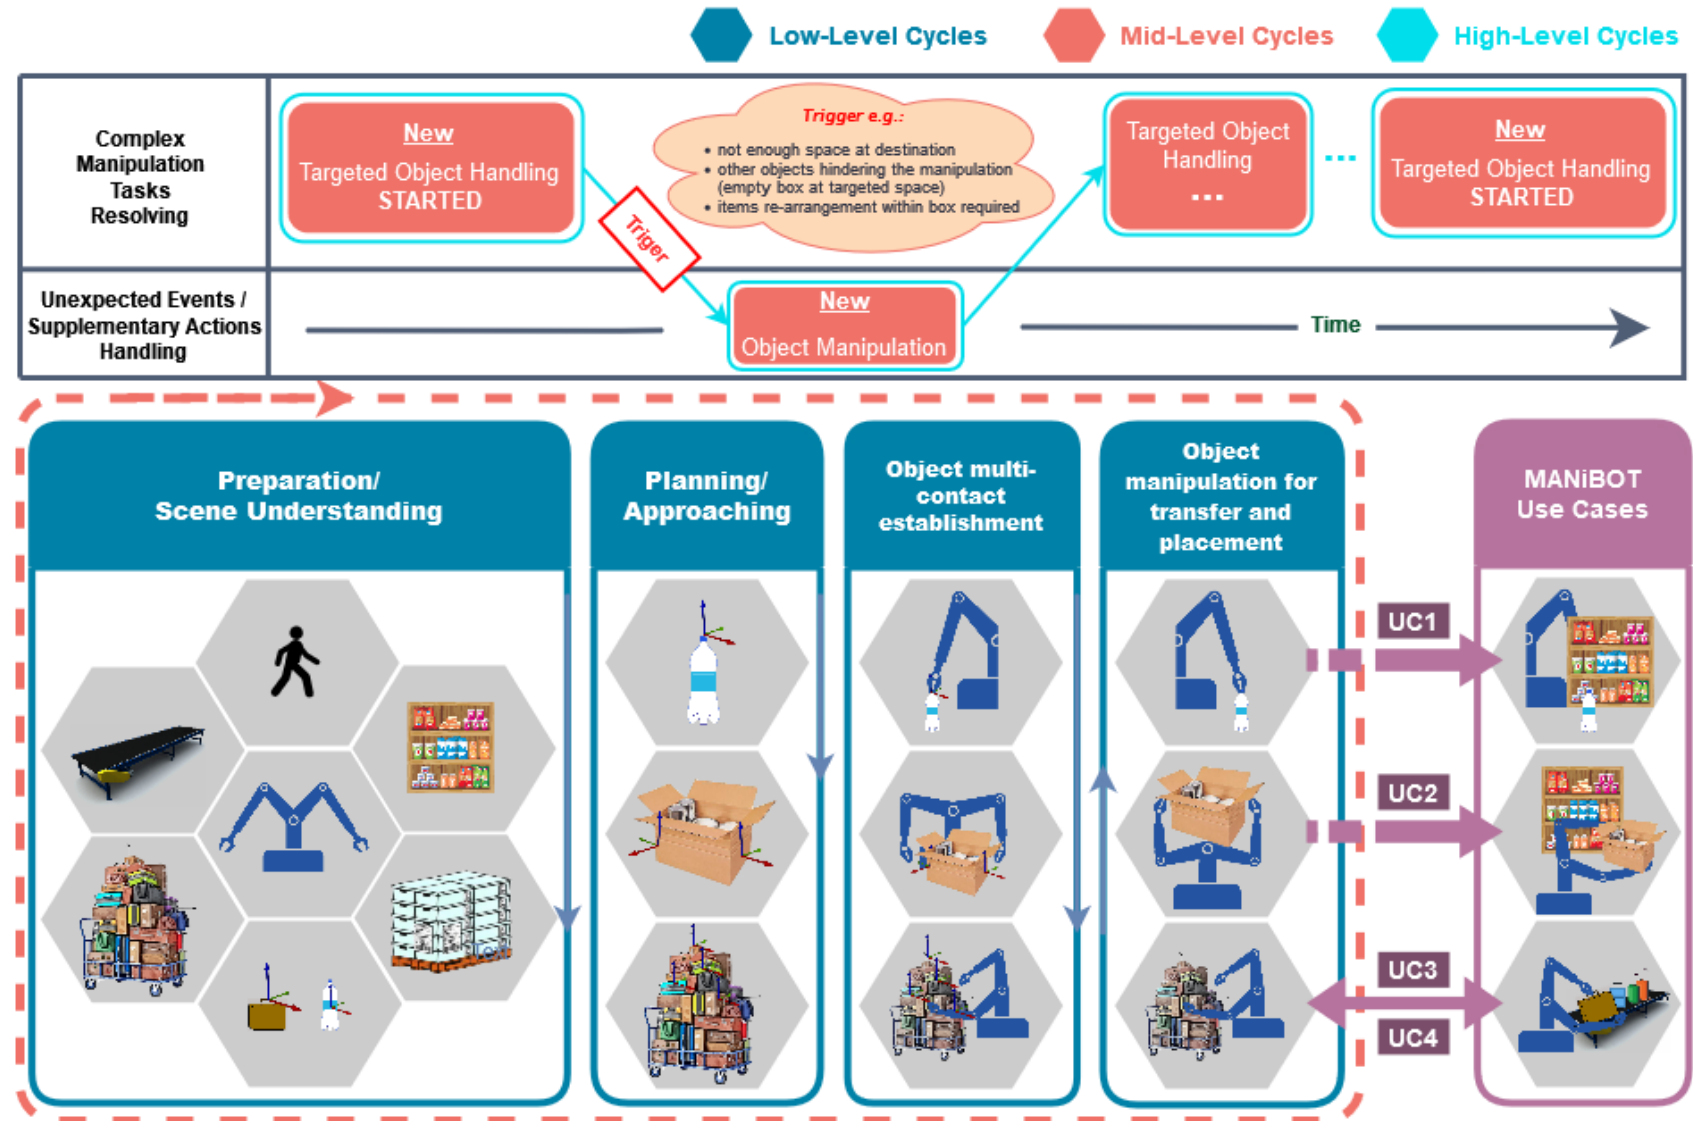 Low-Level Cycles
Mid-Level Cycles
High-Level Cycles
Complex
Manipulation
Tasks
Resolving
New
Targeted Object Handling
STARTED
Triger
Trigger e.g.:
• not enough space at destination
• other objects hindering the manipulation
(empty box at targeted space)
• items re-arrangement within box required
Targeted Object
Handling
...
...
New
Targeted Object Handling
STARTED
Unexpected Events /
Supplementary Actions
Handling
New
Object Manipulation
Time
Preparation/
Scene Understanding
Planning/
Approaching
Object multi-
contact
establishment
Object
manipulation for
transfer and
placement
MANiBOT
Use Cases
UC1
UC2
UC3
UC4